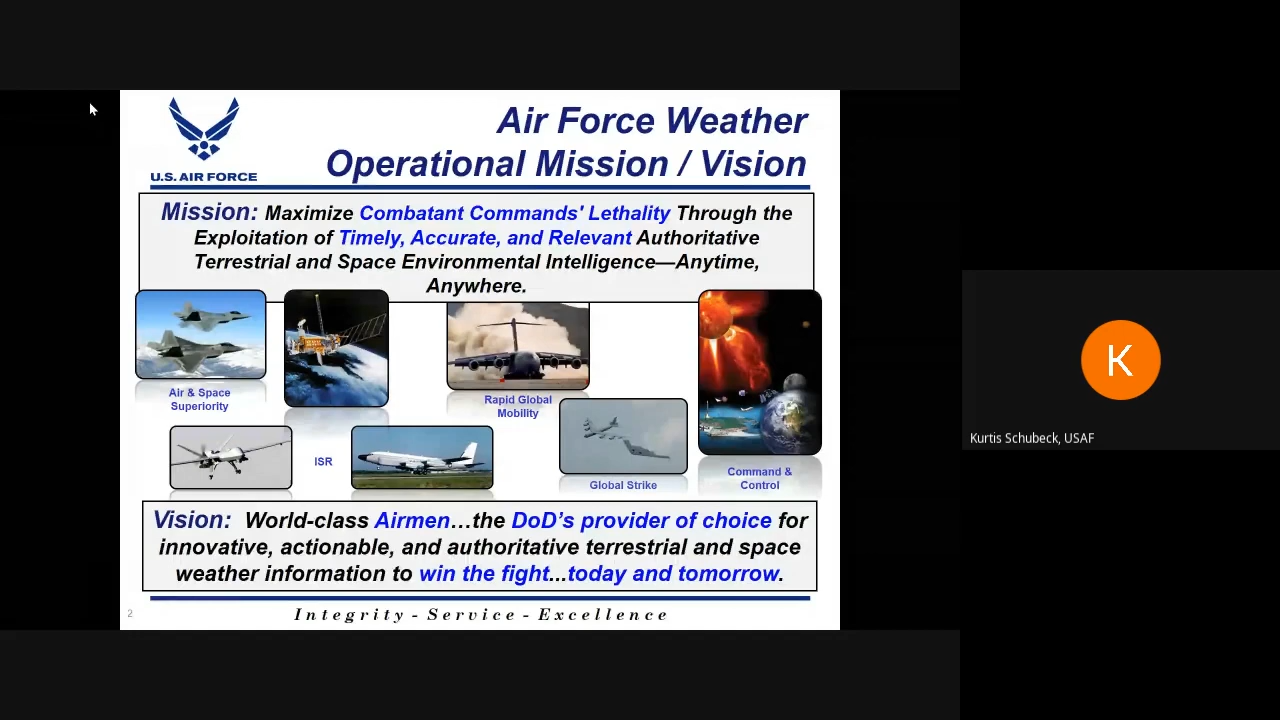 Air Force Weather
Operational Mission / Vision
U.S. AIR FORCE
Mission: Maximize Combatant Commands' Lethality Through the
Exploitation of Timely, Accurate, and Relevant Authoritative
Terrestrial and Space Environmental Intelligence—Anytime,
Anywhere.
Air & Space
Superiority
Rapid Global
Mobility
ISR
Global Strike
Command &
Control
Vision: World-class Airmen…the DoD's provider of choice for
innovative, actionable, and authoritative terrestrial and space
weather information to win the fight...today and tomorrow.
2
Integrity - Service - Excellence
K
Kurtis Schubeck, USAF